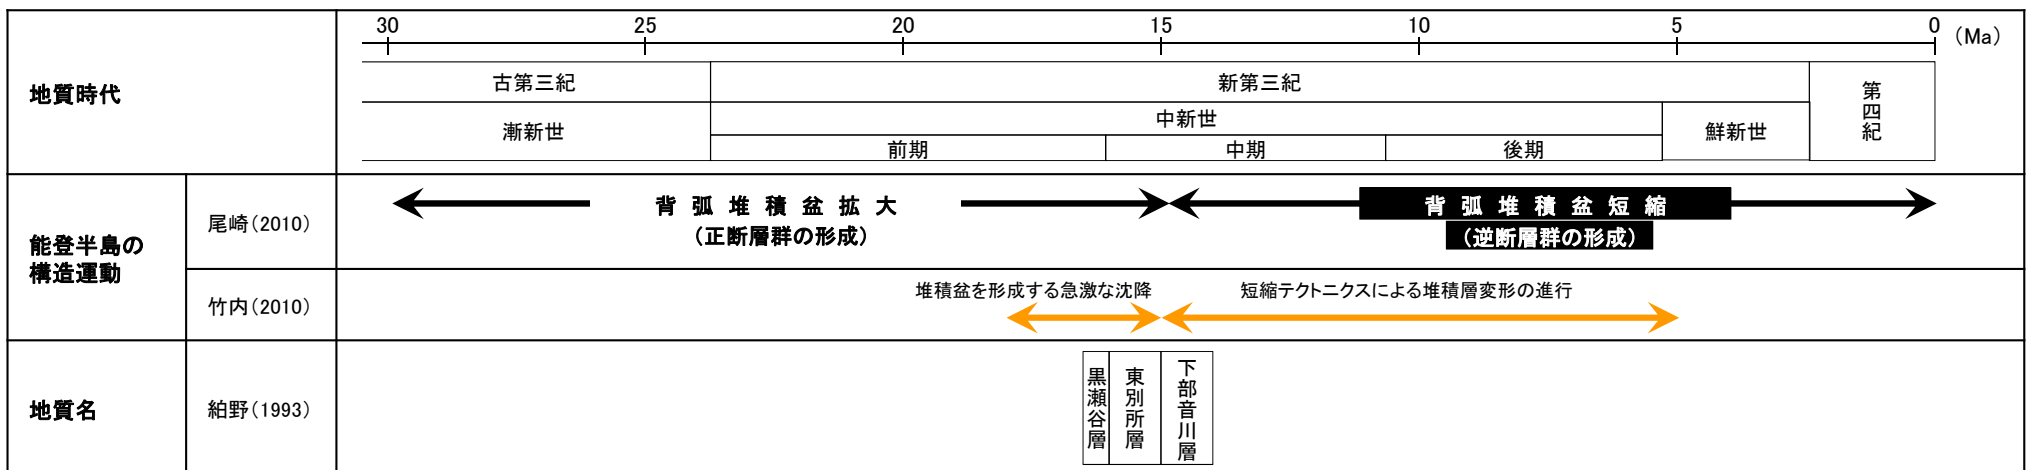 30 25 20 15 10 5 0 (Ma)
地質時代
古第三紀 新第三紀 第四紀
漸新世 中新世 鮮新世
前期 中期 後期
能登半島の
構造運動
尾崎(2010)
背弧堆積盆拡大
(正断層群の形成)
背弧堆積盆短縮
(逆断層群の形成)
竹内(2010)
堆積盆を形成する急激な沈降
短縮テクトニクスによる堆積層変形の進行
地質名
絈野(1993)
黒瀬谷層
東別所層
下部音川層